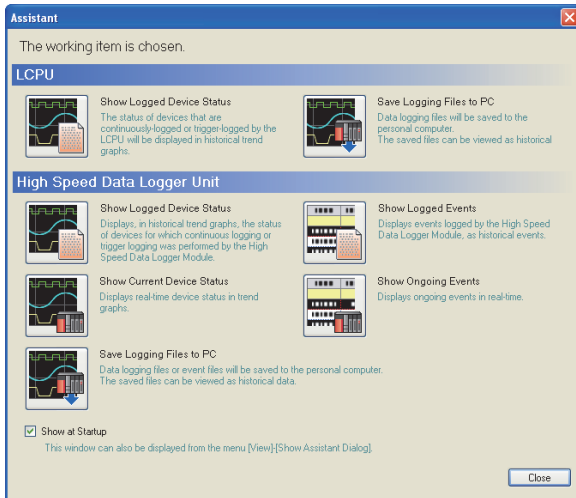 Assistant
The working item is chosen.
LCPU
Show Logged Device Status
The status of devices that are
continuously-logged or trigger-logged by the
LCPU will be displayed in historical trend
graphs.
Save Logging Files to PC
Data logging files will be saved to the
personal computer.
The saved files can be viewed as historical
High Speed Data Logger Unit
Show Logged Device Status
Displays, in historical trend graphs, the status
of devices for which continuous logging or
trigger logging was performed by the High
Speed Data Logger Module.
Show Logged Events
Displays events logged by the High Speed
Data Logger Module, as historical events.
Show Current Device Status
Displays real-time device status in trend
graphs.
Show Ongoing Events
Displays ongoing events in real-time.
Save Logging Files to PC
Data logging files or event files will be saved to the personal computer.
The saved files can be viewed as historical data.
Show at Startup
This window can also be displayed from the menu [View]-[Show Assistant Dialog].
Close